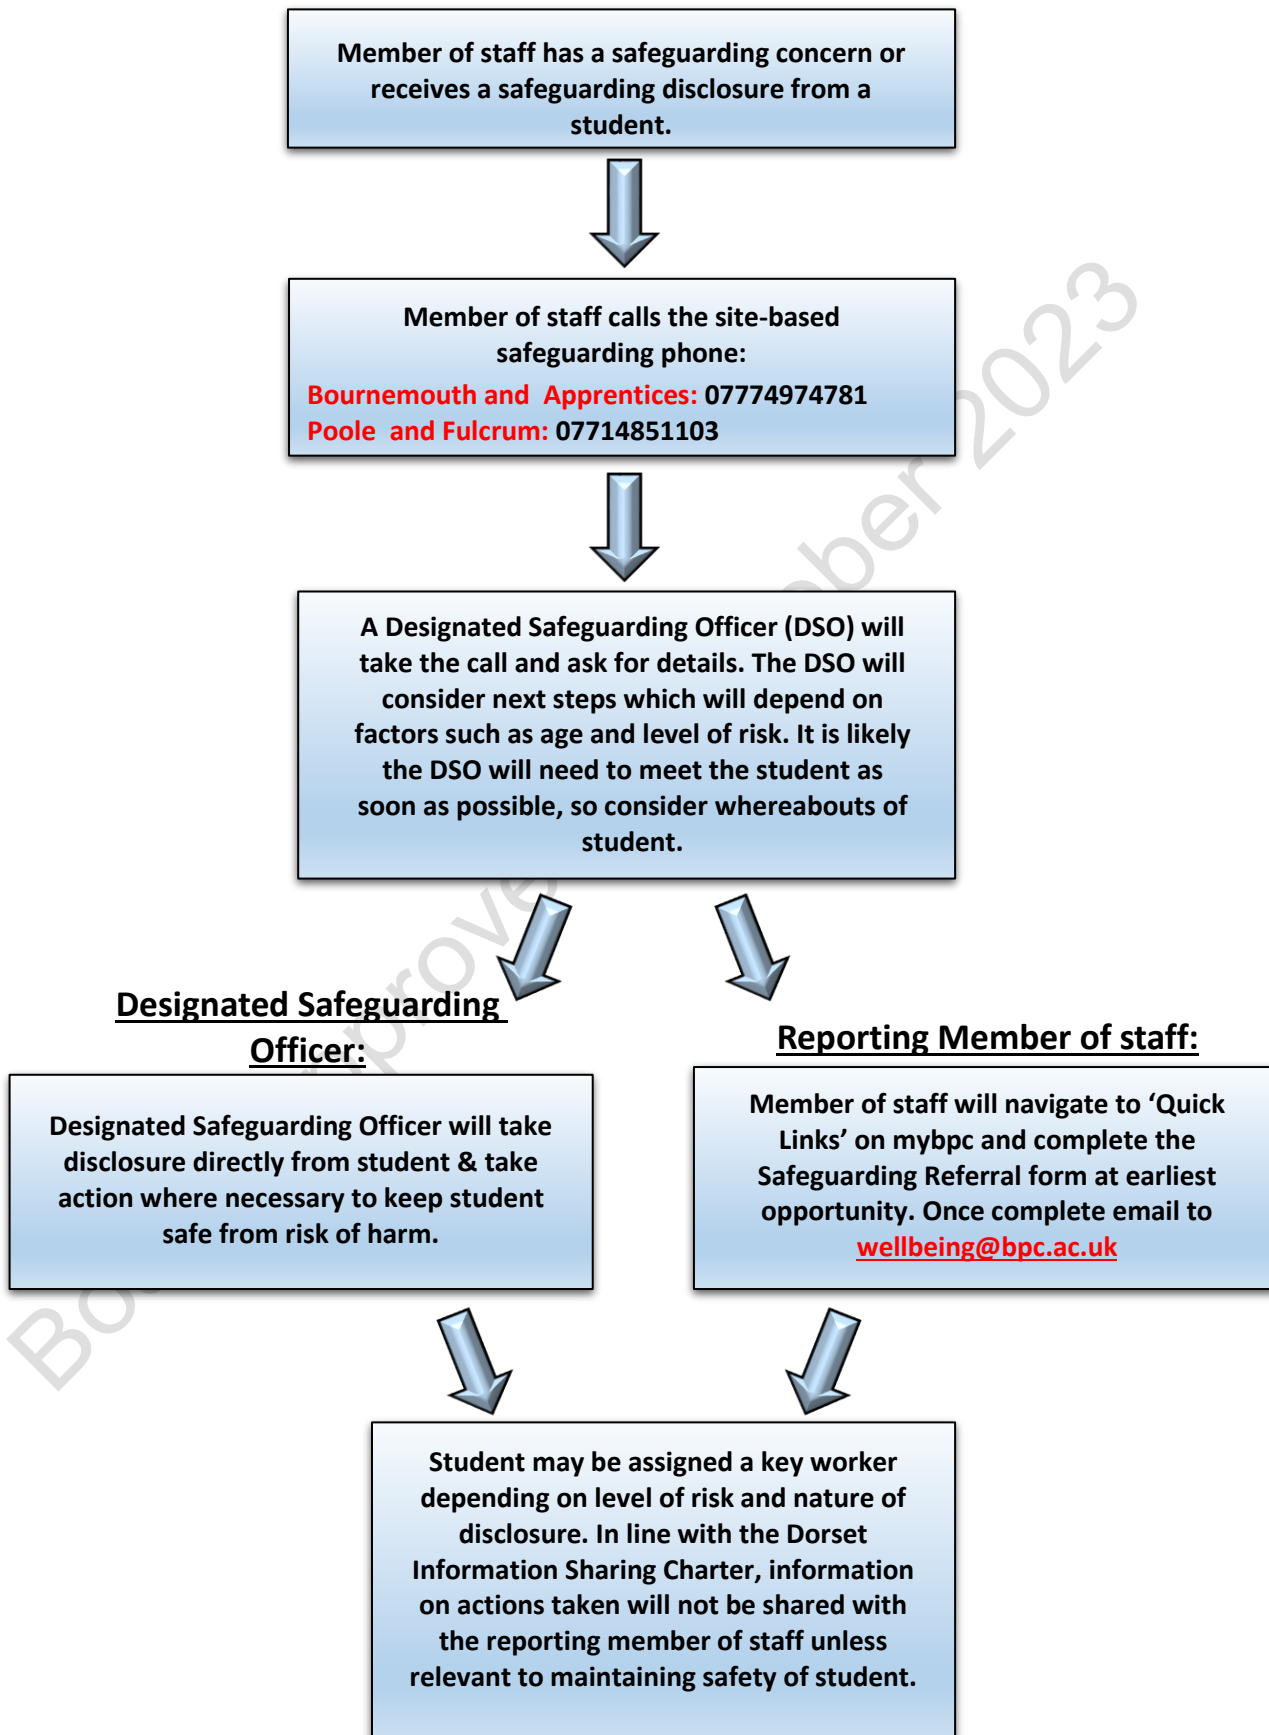 Member of staff has a safeguarding concern or
receives a safeguarding disclosure from a
student.
Member of staff calls the site-based
safeguarding phone:
Bournemouth and Apprentices: 07774974781
Poole and Fulcrum: 07714851103
A Designated Safeguarding Officer (DSO) will
take the call and ask for details. The DSO will
consider next steps which will depend on
factors such as age and level of risk. It is likely
the DSO will need to meet the student as
soon as possible, so consider whereabouts of
student.
Designated Safeguarding
Officer:
Designated Safeguarding Officer will take
disclosure directly from student & take
action where necessary to keep student
safe from risk of harm.
Reporting Member of staff:
Member of staff will navigate to ‘Quick
Links’ on mybpc and complete the
Safeguarding Referral form at earliest
opportunity. Once complete email to
wellbeing@bpc.ac.uk
Student may be assigned a key worker
depending on level of risk and nature of
disclosure. In line with the Dorset
Information Sharing Charter, information
on actions taken will not be shared with
the reporting member of staff unless
relevant to maintaining safety of student.
2023